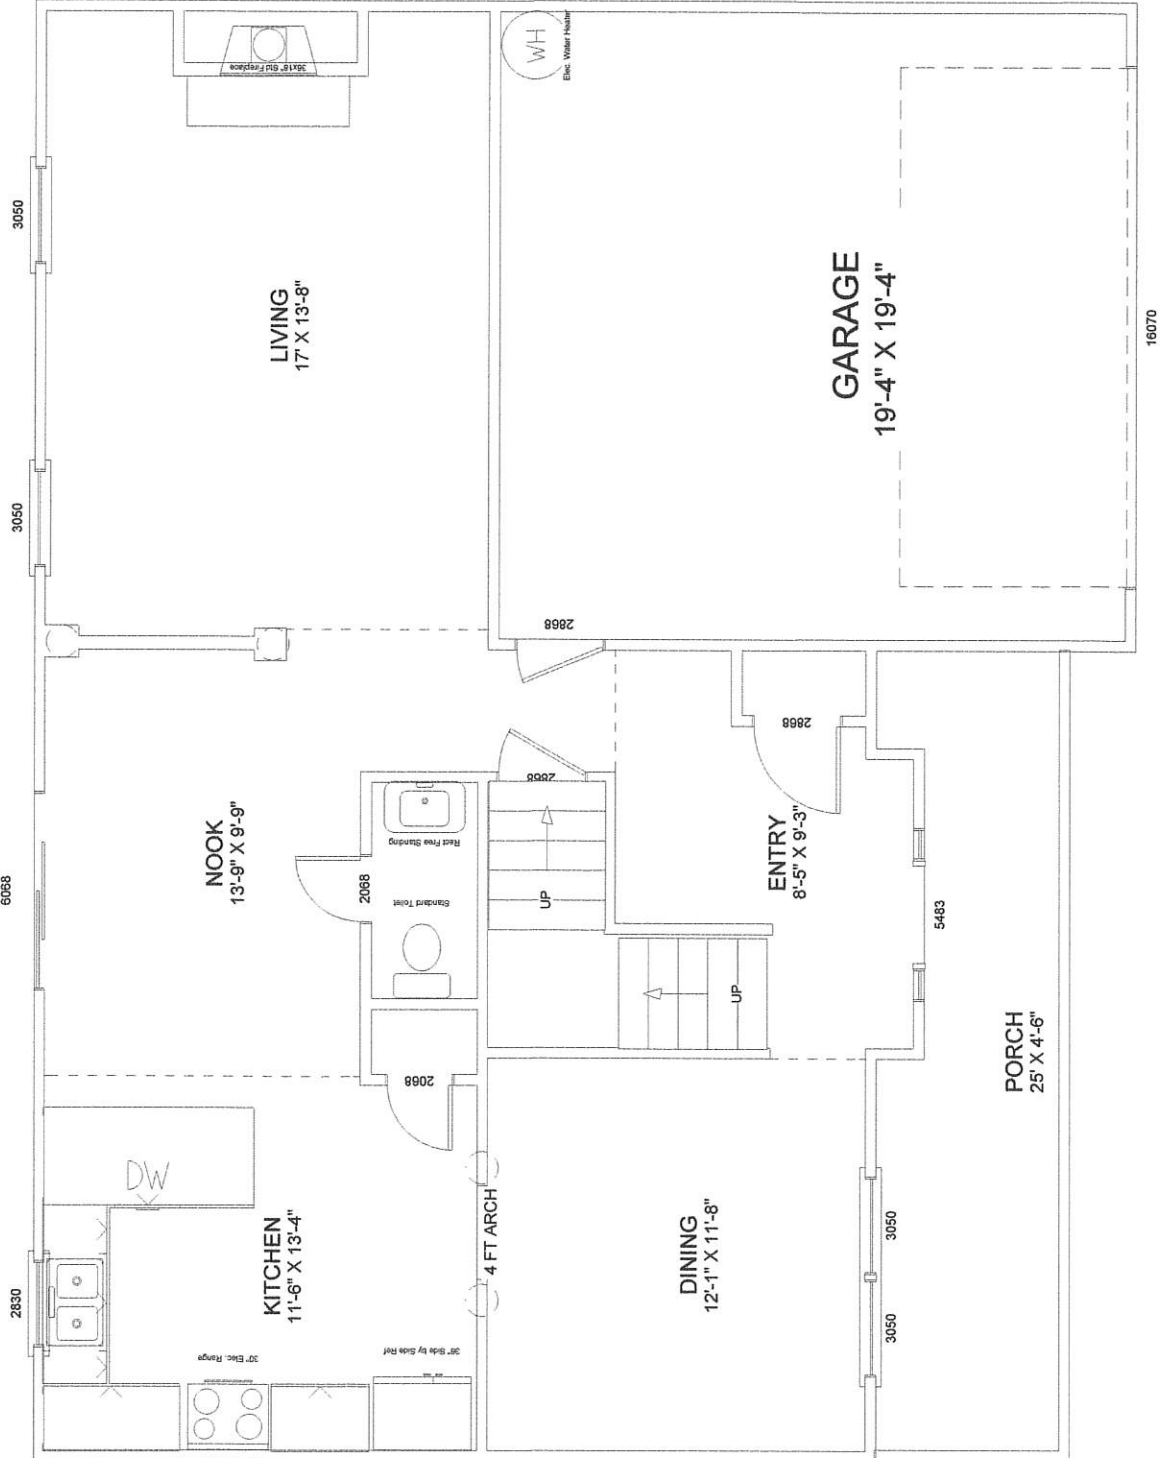 6068
3050
3050
2830
36x18" Std Fireplace
WH
Elec. Water Heater
LIVING
17' X 13'-8"
GARAGE
19'-4" X 19'-4"
16070
2868
NOOK
13'-9" X 9'-9"
2868
2868
Rect Free Standing
2068
Standard Toilet
UP
ENTRY
8'-5" X 9'-3"
5483
UP
PORCH
25' X 4'-6"
2068
DW
4 FT ARCH
KITCHEN
11'-6" X 13'-4"
DINING
12'-1" X 11'-8"
3050
3050
30" Elec. Range
36" Side by Side Ref